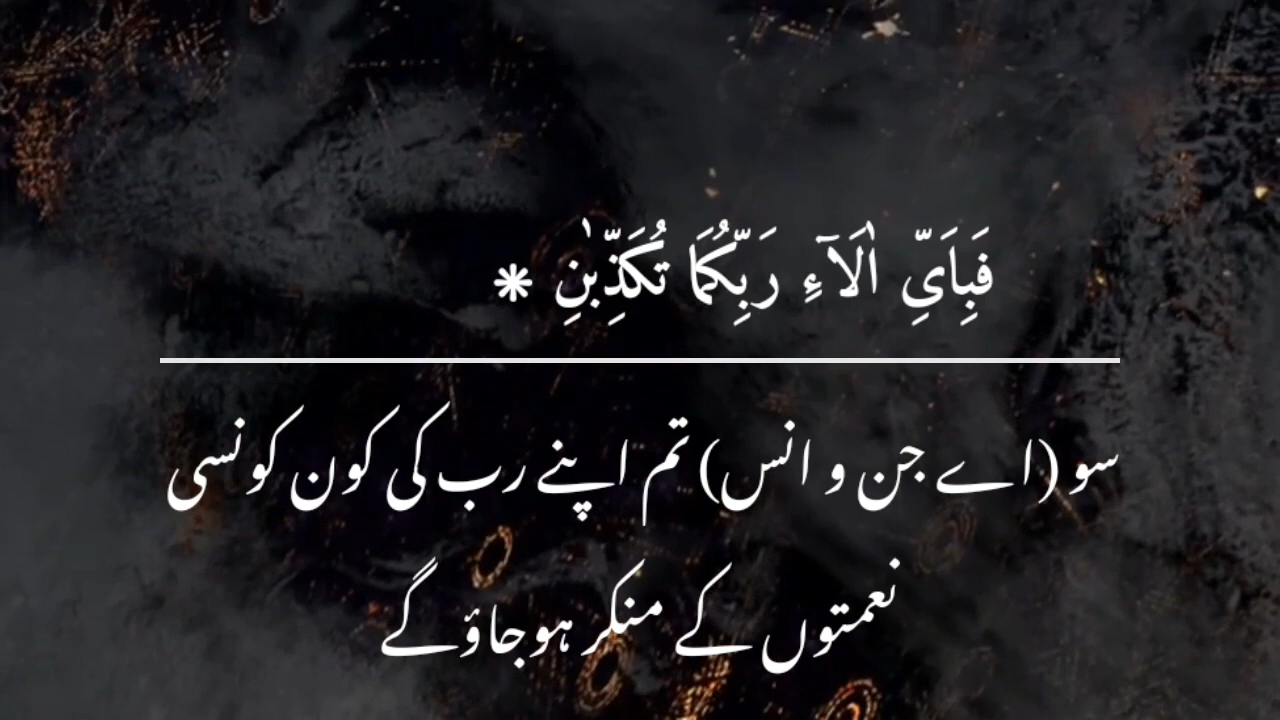 فَبِاَیِّ اٰلَآءِ رَبِّکُمَا تُکَذِّبٰنِ *
سو (اے جن و انس) تم اپنے رب کی کون کونسی
نعمتوں کے منکر ہو جاؤ گے